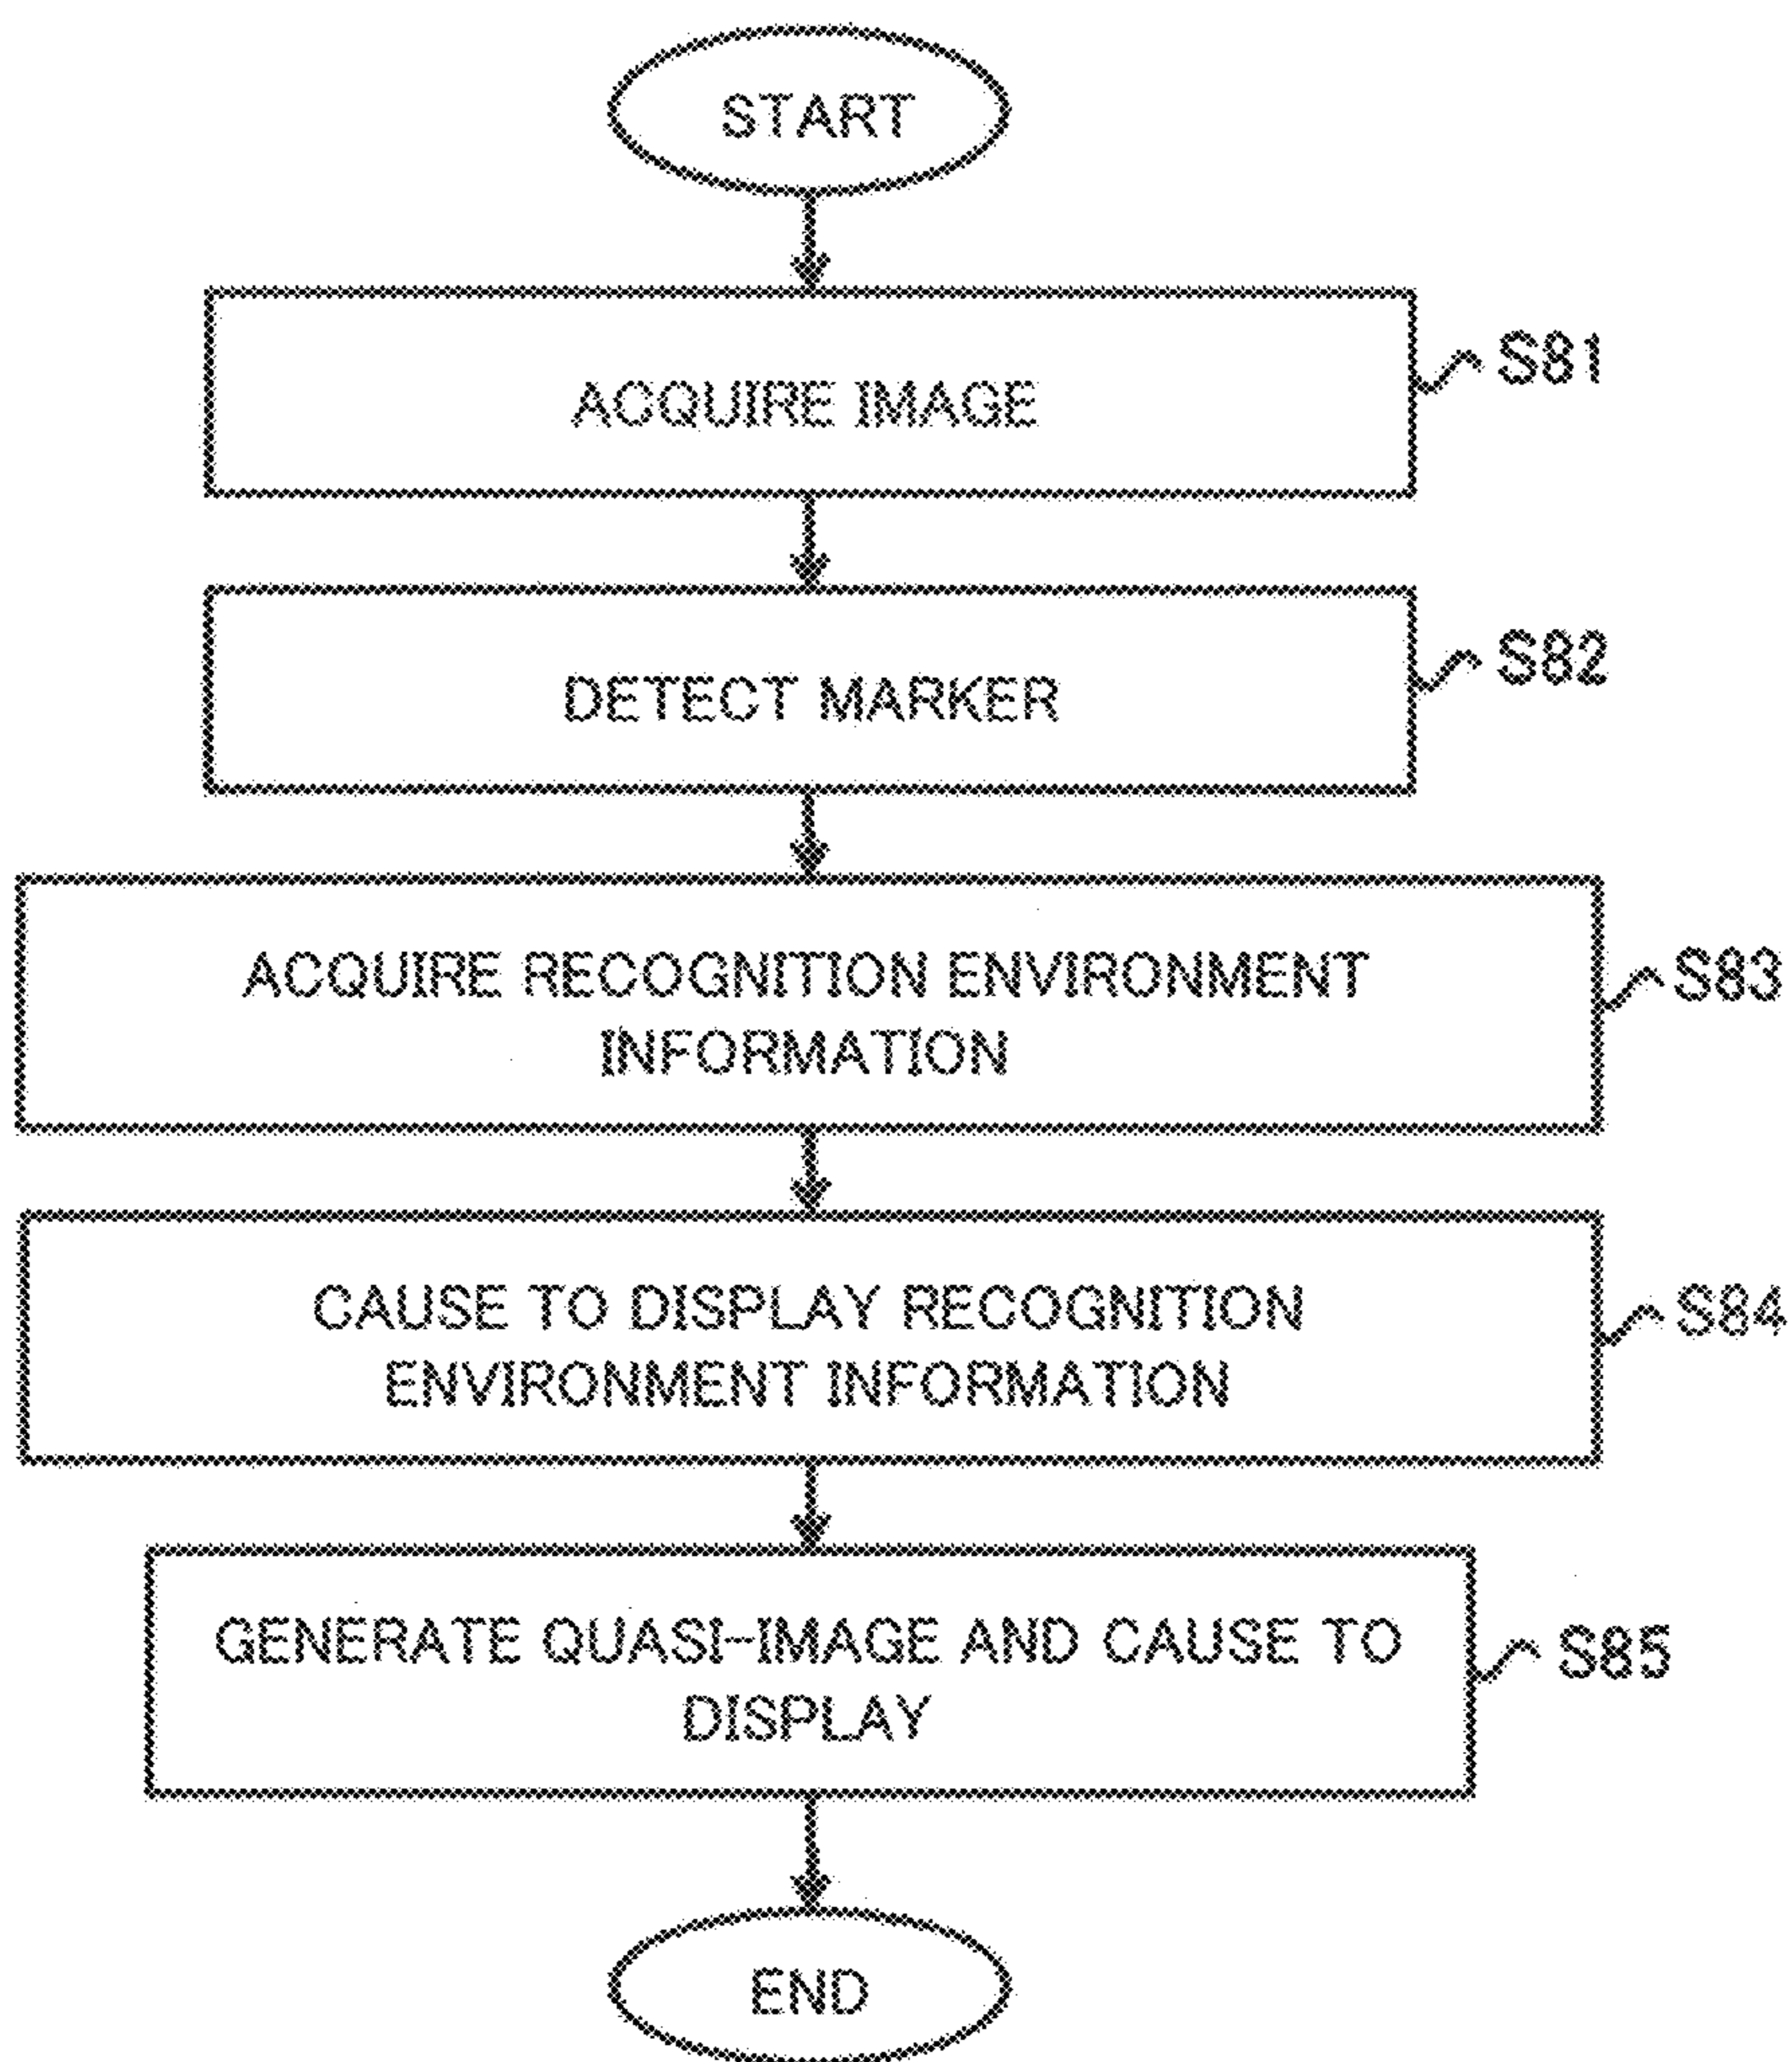 START
ACQUIRE IMAGE
S81
DETECT MARKER
S82
ACQUIRE RECOGNITION ENVIRONMENT
INFORMATION
S83
CAUSE TO DISPLAY RECOGNITION
ENVIRONMENT INFORMATION
S84
GENERATE QUASI-IMAGE AND CAUSE TO
DISPLAY
S85
END